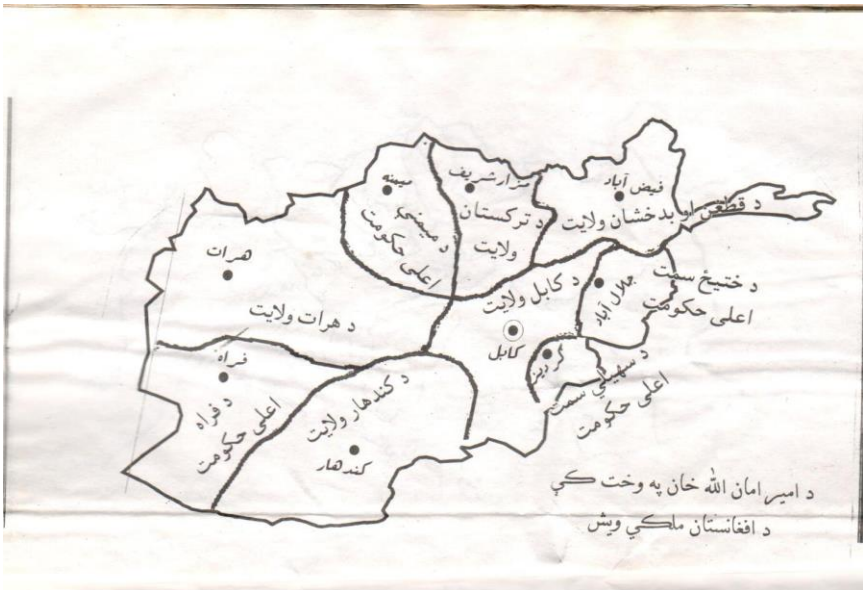 میمنه
مزارشریف
فیض آباد
د قطغن او بدخشان ولایت
د ترکستان
ولایت
د میمني
اعلی حکومت
هرات
د هرات ولایت
د کابل ولایت
کابل
جلال آباد
د ختیځ سمت
اعلی حکومت
ګردیز
د سهیلي سمت
اعلی حکومت
فراه
د فراه
اعلی حکومت
د کندهار ولایت
کندهار
د امیر امان الله خان په وخت کې
د افغانستان ملکي ویش